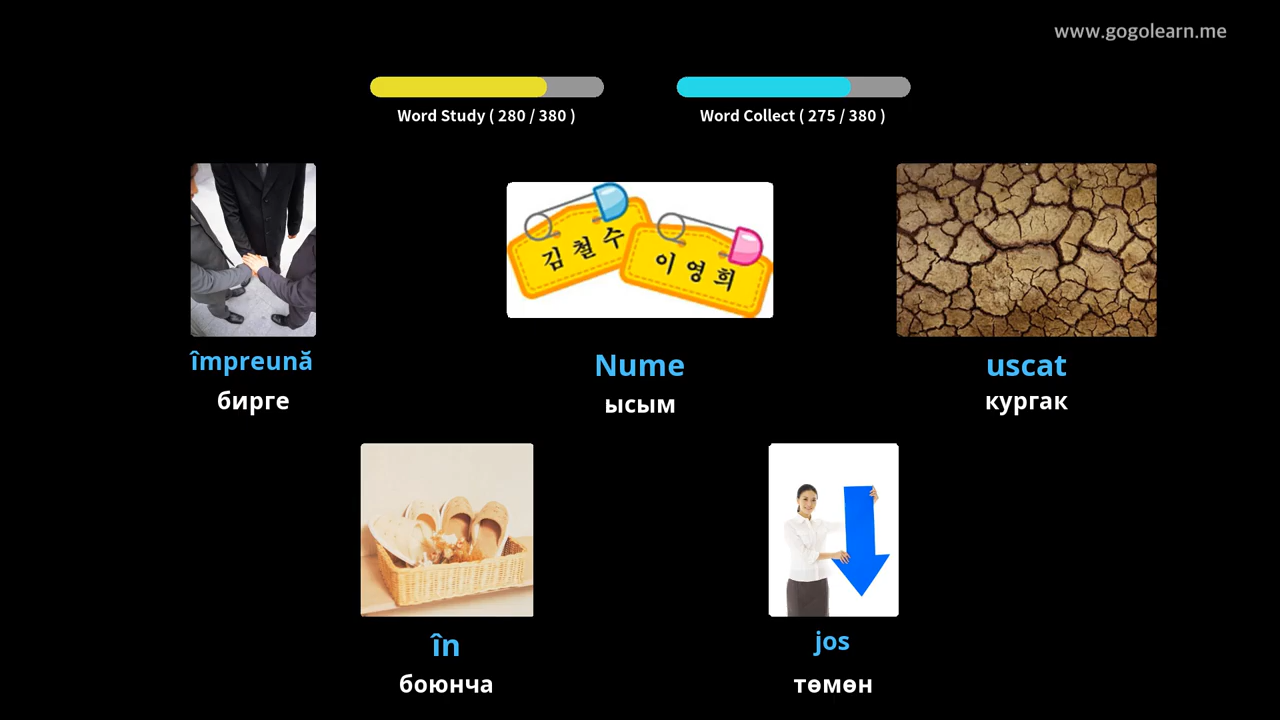 www.gogolearn.me
Word Study ( 280 / 380 )
Word Collect ( 275 / 380 )
김철수
이영희
împreună
бирге
Nume
ысым
uscat
кургак
în
боюнча
jos
төмөн